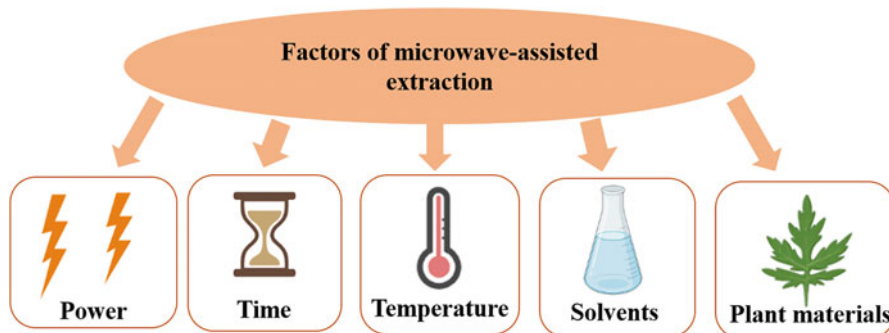 Factors of microwave-assisted
extraction
Power
Time
Temperature
Solvents
Plant materials